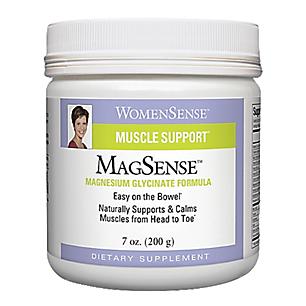 WOMENSENSE®
MUSCLE SUPPORT
MAGSENSE™
MAGNESIUM GLYCINATE FORMULA
Easy on the Bowel
Naturally Supports & Calms
Muscles from Head to Toe
7 oz. (200 g)
DIETARY SUPPLEMENT